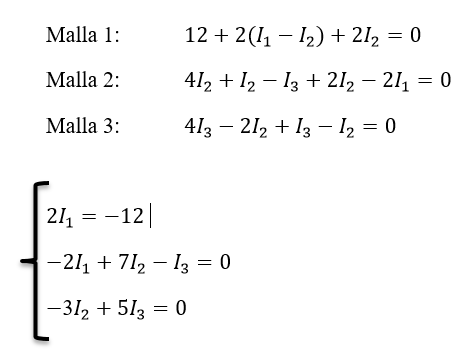 Malla 1: 12 + 2(I₁ − I₂) + 2I₂ = 0
Malla 2: 4I₂ + I₂ − I₃ + 2I₂ − 2I₁ = 0
Malla 3: 4I₃ − 2I₂ + I₃ − I₂ = 0
2I₁ = −12
−2I₁ + 7I₂ − I₃ = 0
−3I₂ + 5I₃ = 0